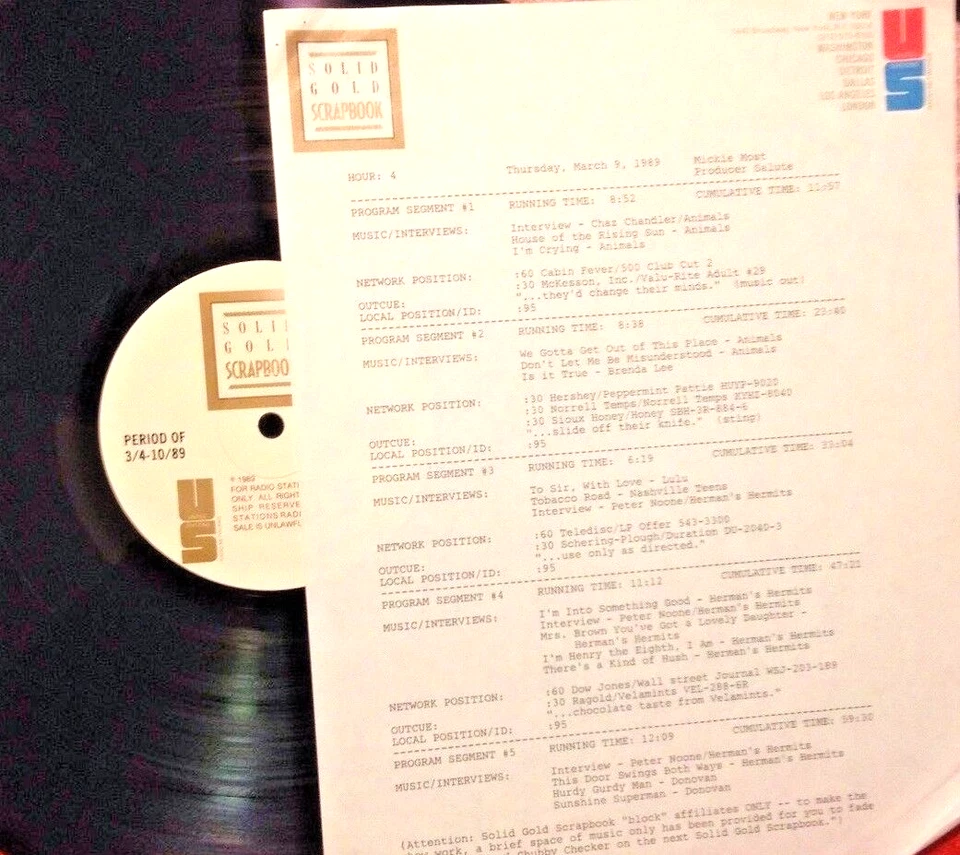 SOLID
GOLD
SCRAPBOOK
NEW YORK
WASHINGTON
CHICAGO
DETROIT
DALLAS
LOS ANGELES
LONDON
US
HOUR: 4 Thursday, March 9, 1989 Mickie Most
Producer Salute
PROGRAM SEGMENT #1 RUNNING TIME: 8:52 CUMULATIVE TIME: 11:57
MUSIC/INTERVIEWS: Interview - Chaz Chandler/Animals
House of the Rising Sun - Animals
I'm Crying - Animals
NETWORK POSITION: :30 Cabin Fever/500 Club Cut 2
:30 McKesson, Inc./Valu-Rite Adult #29
OUTCUE: "...they'd change their minds." (music out)
LOCAL POSITION/ID: :95
PROGRAM SEGMENT #2 RUNNING TIME: 8:38 CUMULATIVE TIME: 23:40
MUSIC/INTERVIEWS: We Gotta Get Out of This Place - Animals
Don't Let Me Be Misunderstood - Animals
Is it True - Brenda Lee
NETWORK POSITION: :30 Hershey/Peppermint Pattie HUYP-9020
:30 Norrell Temps/Norrell Temps KYHZ-8040
:30 Sioux Honey/Honey SBH-3R-884-6
OUTCUE: "...slide off their knife." (sting)
LOCAL POSITION/ID: :95
PROGRAM SEGMENT #3 RUNNING TIME: 6:19 CUMULATIVE TIME: 33:04
MUSIC/INTERVIEWS: To Sir, With Love - Lulu
Tobacco Road - Nashville Teens
Interview - Peter Noone/Herman's Hermits
NETWORK POSITION: :60 Teledisc/LP Offer 543-3300
:30 Schering-Plough/Duration DU-2040-3
OUTCUE: "...use only as directed."
LOCAL POSITION/ID: :95
PROGRAM SEGMENT #4 RUNNING TIME: 11:12 CUMULATIVE TIME: 47:21
MUSIC/INTERVIEWS: I'm Into Something Good - Herman's Hermits
Interview - Peter Noone/Herman's Hermits
Mrs. Brown You've Got a Lovely Daughter -
Herman's Hermits
I'm Henry the Eighth, I Am - Herman's Hermits
There's a Kind of Hush - Herman's Hermits
NETWORK POSITION: :60 Dow Jones/Wall street Journal WSJ-203-189
:30 Ragold/Velamints VEL-288-6R
OUTCUE: "...chocolate taste from Velamints."
LOCAL POSITION/ID: :95
PROGRAM SEGMENT #5 RUNNING TIME: 12:09 CUMULATIVE TIME: 59:30
MUSIC/INTERVIEWS: Interview - Peter Noone/Herman's Hermits
This Door Swings Both Ways - Herman's Hermits
Hurdy Gurdy Man - Donovan
Sunshine Superman - Donovan
(Attention: Solid Gold Scrapbook "block" affiliates ONLY -- to make the
work, a brief space of music only has been provided for you to fade
Chubby Checker on the next Solid Gold Scrapbook.")
SOLI
GOL
SCRAPBOO
PERIOD OF
3/4-10/89
℗ 1989
FOR RADIO STATI
ONLY. ALL RIGHT
SHIP RESERVE
STATIONS RADI
SALE IS UNLAWFL
US